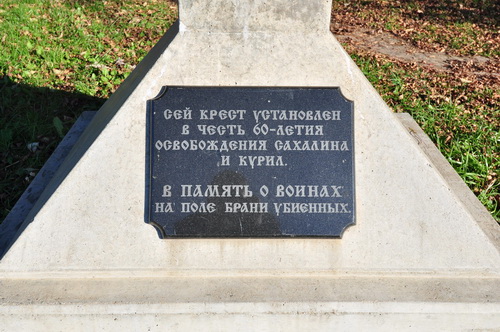 СЕЙ КРЕСТ УСТАНОВЛЕН
В ЧЕСТЬ 60-ЛЕТИЯ
ОСВОБОЖДЕНИЯ САХАЛИНА
И КУРИЛ.
В ПАМЯТЬ О ВОИНАХ
НА ПОЛЕ БРАНИ УБИЕННЫХ.